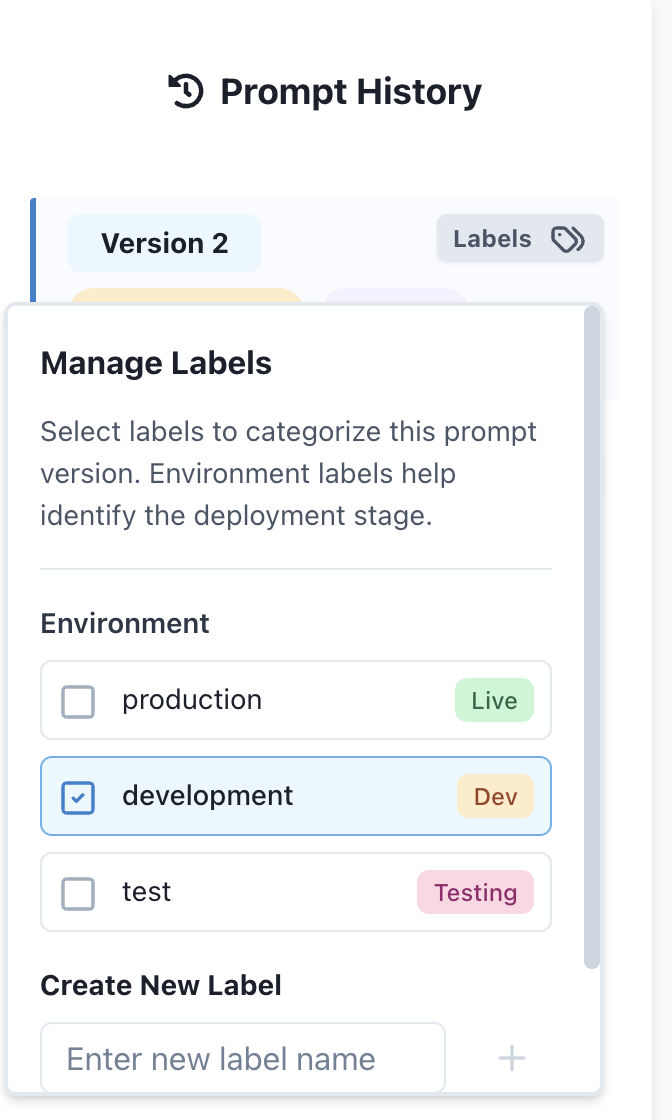 Prompt History
Version 2
Labels
Manage Labels
Select labels to categorize this prompt
version. Environment labels help
identify the deployment stage.
Environment
production
Live
development
Dev
test
Testing
Create New Label
Enter new label name